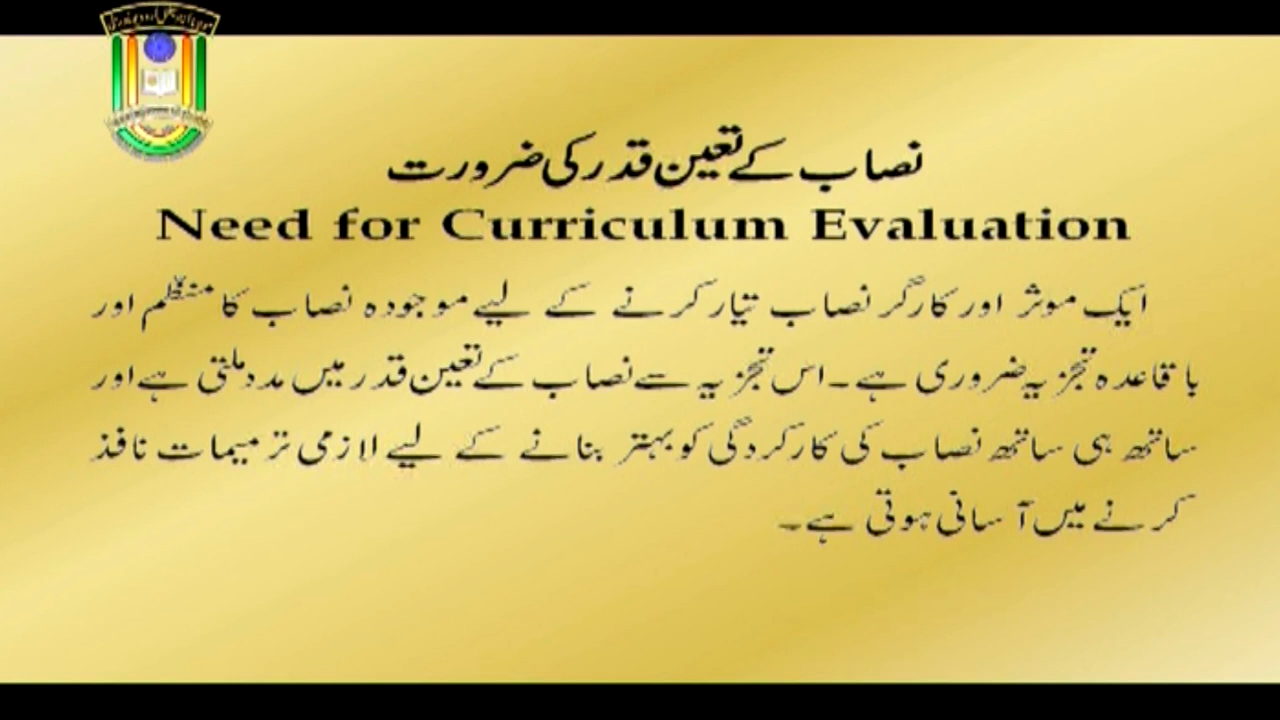 نصاب کے تعین قدر کی ضرورت
Need for Curriculum Evaluation
ایک موثر اور کارگر نصاب تیار کرنے کے لیے موجودہ نصاب کا منظّم اور
باقاعدہ تجزیہ ضروری ہے۔ اس تجزیہ سے نصاب کے تعین قدر میں مدد ملتی ہے اور
ساتھ ہی ساتھ نصاب کی کارکردگی کو بہتر بنانے کے لیے لازمی ترمیمات نافذ
کرنے میں آسانی ہوتی ہے۔